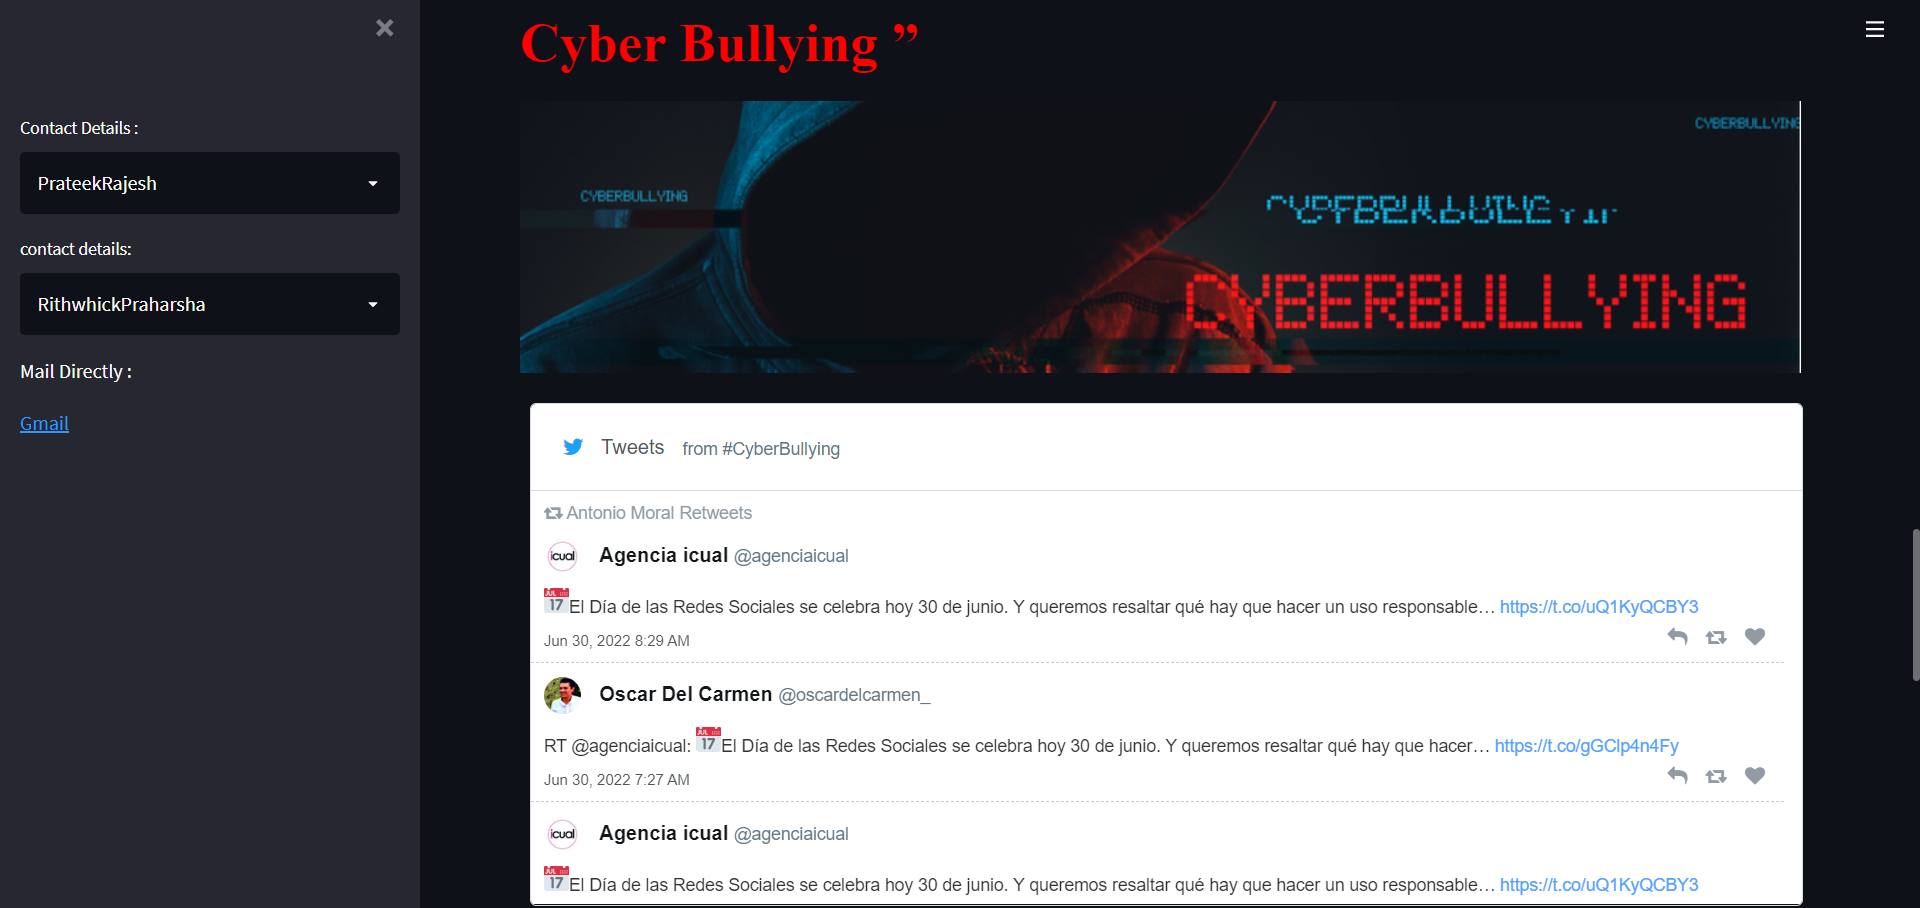 Contact Details :
PrateekRajesh
contact details:
RithwhickPraharsha
Mail Directly :
Gmail
Cyber Bullying ”
CYBERBULLYING
CYBERBULLYING
CYBERBULLYING
Tweets from #CyberBullying
Antonio Moral Retweets
icual Agencia icual @agenciaicual
JUL 17 El Día de las Redes Sociales se celebra hoy 30 de junio. Y queremos resaltar qué hay que hacer un uso responsable… https://t.co/uQ1KyQCBY3
Jun 30, 2022 8:29 AM
Oscar Del Carmen @oscardelcarmen_
RT @agenciaicual: JUL 17 El Día de las Redes Sociales se celebra hoy 30 de junio. Y queremos resaltar qué hay que hacer… https://t.co/gGClp4n4Fy
Jun 30, 2022 7:27 AM
icual Agencia icual @agenciaicual
JUL 17 El Día de las Redes Sociales se celebra hoy 30 de junio. Y queremos resaltar qué hay que hacer un uso responsable… https://t.co/uQ1KyQCBY3